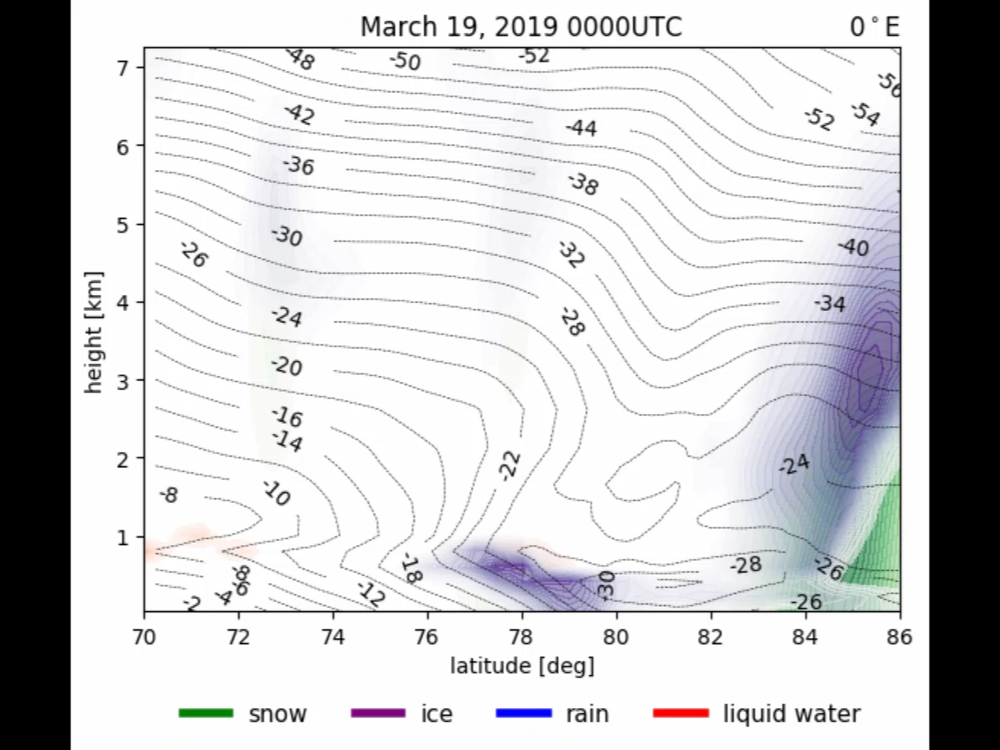 March 19, 2019 0000UTC 0°E
-48 -50 -52
7
-56
-42 -52 -54
-44
6
-36
-38
5
-30
-26 -32 -40
4
-24 -28 -34
height [km]
3
-20
-16
-14
2
-22 -24
-8 -10
1
-8 -18 -28 -26
-6 -30
-4 -12
-2 -26
70 72 74 76 78 80 82 84 86
latitude [deg]
snow ice rain liquid water